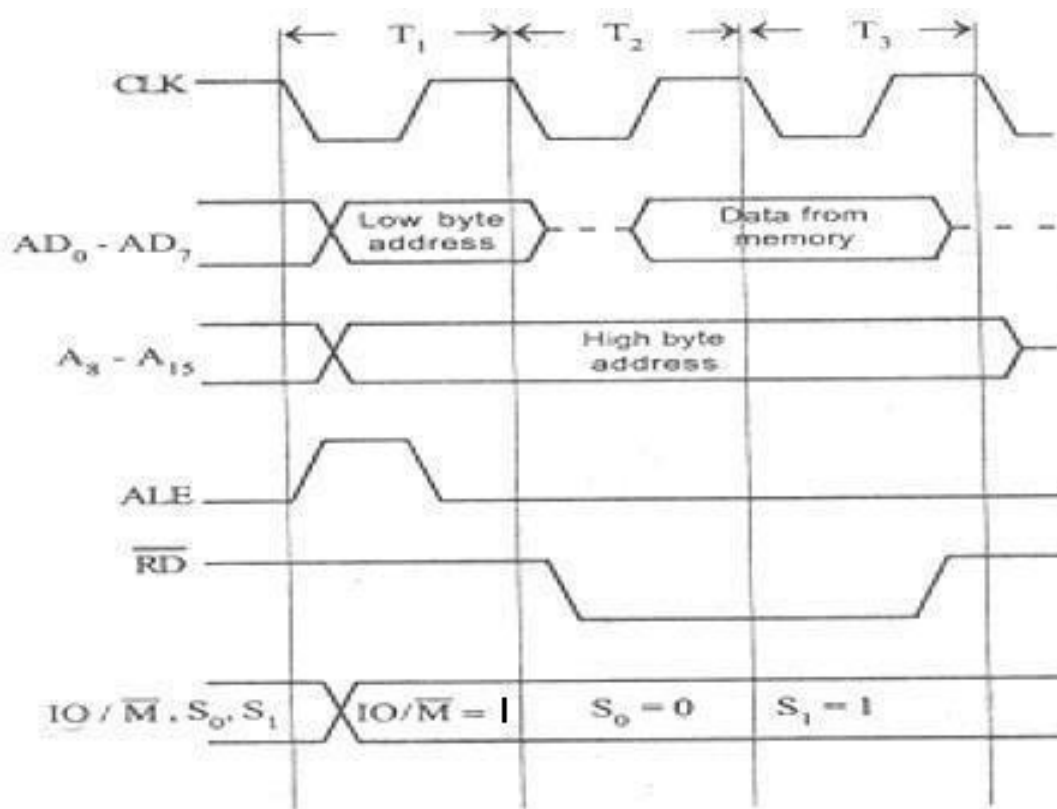 T₁ T₂ T₃
CLK
AD₀ - AD₇ Low byte address Data from memory
A₈ - A₁₅ High byte address
ALE
R̅D̅
IO / M̅ , S₀, S₁ IO/M̅ = 1 S₀ = 0 S₁ = 1